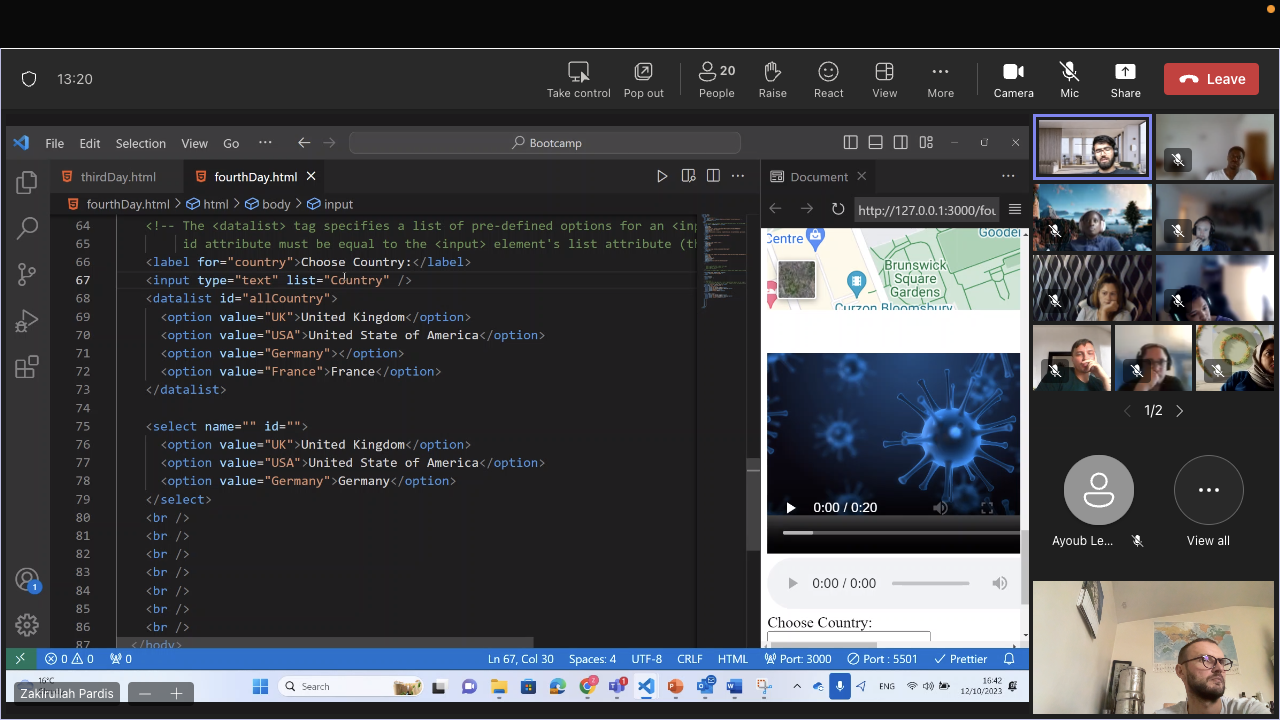 13:20
Take control
Pop out
20
People
Raise
React
View
More
Camera
Mic
Share
Leave
File Edit Selection View Go
Bootcamp
thirdDay.html
fourthDay.html
Document
fourthDay.html > html > body > input
http://127.0.0.1:3000/fou
64 <!-- The <datalist> tag specifies a list of pre-defined options for an <inp
65 id attribute must be equal to the <input> element's list attribute (th
66 <label for="country">Choose Country:</label>
67 <input type="text" list="Country" />
68 <datalist id="allCountry">
69 <option value="UK">United Kingdom</option>
70 <option value="USA">United State of America</option>
71 <option value="Germany"></option>
72 <option value="France">France</option>
73 </datalist>
74
75 <select name="" id="">
76 <option value="UK">United Kingdom</option>
77 <option value="USA">United State of America</option>
78 <option value="Germany">Germany</option>
79 </select>
80 <br />
81 <br />
82 <br />
83 <br />
84 <br />
85 <br />
86 <br />
87 </body>
Centre
Gooden
Brunswick
Square
Gardens
Curzon Bloomsbury
0:00 / 0:20
0:00 / 0:00
Choose Country:
1/2
Ayoub Le...
View all
1
0 0 0
Ln 67, Col 30
Spaces: 4
UTF-8
CRLF
HTML
Port: 3000
Port : 5501
Prettier
16°C
Zakirullah Pardis
Search
ENG
16:42
12/10/2023